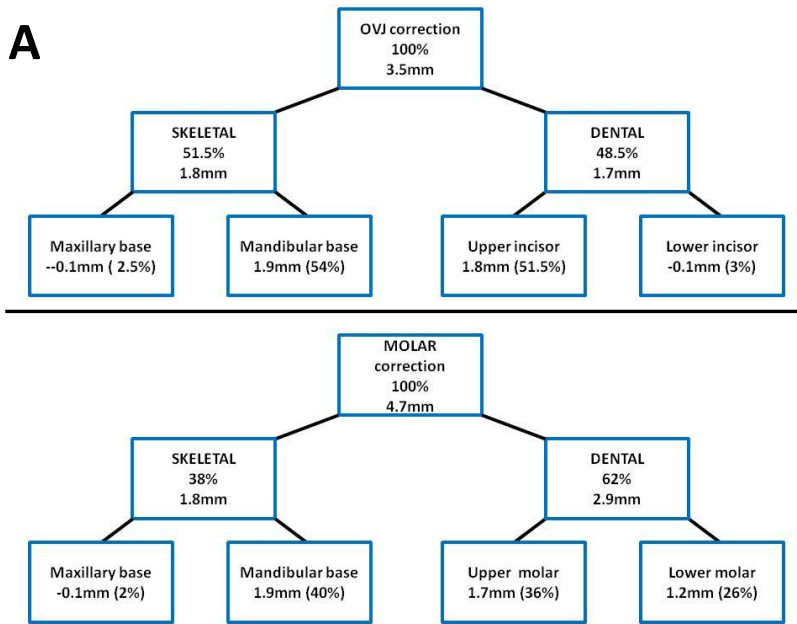 A
OVJ correction
100%
3.5mm
SKELETAL
51.5%
1.8mm
DENTAL
48.5%
1.7mm
Maxillary base
--0.1mm ( 2.5%)
Mandibular base
1.9mm (54%)
Upper incisor
1.8mm (51.5%)
Lower incisor
-0.1mm (3%)
MOLAR
correction
100%
4.7mm
SKELETAL
38%
1.8mm
DENTAL
62%
2.9mm
Maxillary base
-0.1mm (2%)
Mandibular base
1.9mm (40%)
Upper molar
1.7mm (36%)
Lower molar
1.2mm (26%)